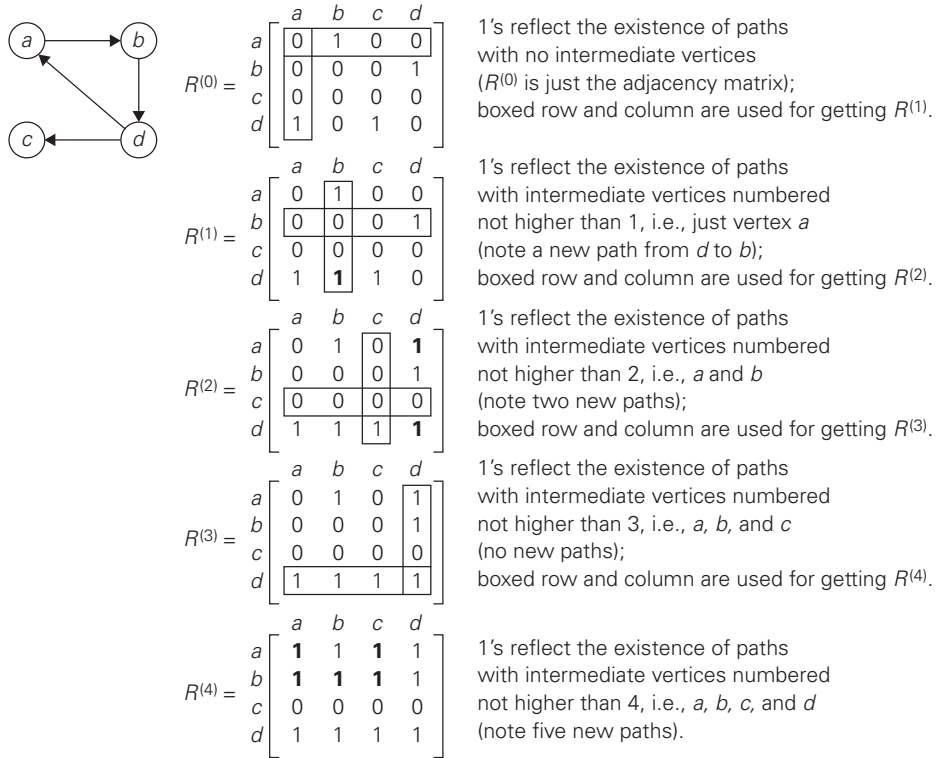 a b
c d
a b c d
a 0 1 0 0
b 0 0 0 1
R(0) =
c 0 0 0 0
d 1 0 1 0
1's reflect the existence of paths
with no intermediate vertices
(R(0) is just the adjacency matrix);
boxed row and column are used for getting R(1).
a b c d
a 0 1 0 0
b 0 0 0 1
R(1) =
c 0 0 0 0
d 1 1 1 0
1's reflect the existence of paths
with intermediate vertices numbered
not higher than 1, i.e., just vertex a
(note a new path from d to b);
boxed row and column are used for getting R(2).
a b c d
a 0 1 0 1
b 0 0 0 1
R(2) =
c 0 0 0 0
d 1 1 1 1
1's reflect the existence of paths
with intermediate vertices numbered
not higher than 2, i.e., a and b
(note two new paths);
boxed row and column are used for getting R(3).
a b c d
a 0 1 0 1
b 0 0 0 1
R(3) =
c 0 0 0 0
d 1 1 1 1
1's reflect the existence of paths
with intermediate vertices numbered
not higher than 3, i.e., a, b, and c
(no new paths);
boxed row and column are used for getting R(4).
a b c d
a 1 1 1 1
b 1 1 1 1
R(4) =
c 0 0 0 0
d 1 1 1 1
1's reflect the existence of paths
with intermediate vertices numbered
not higher than 4, i.e., a, b, c, and d
(note five new paths).